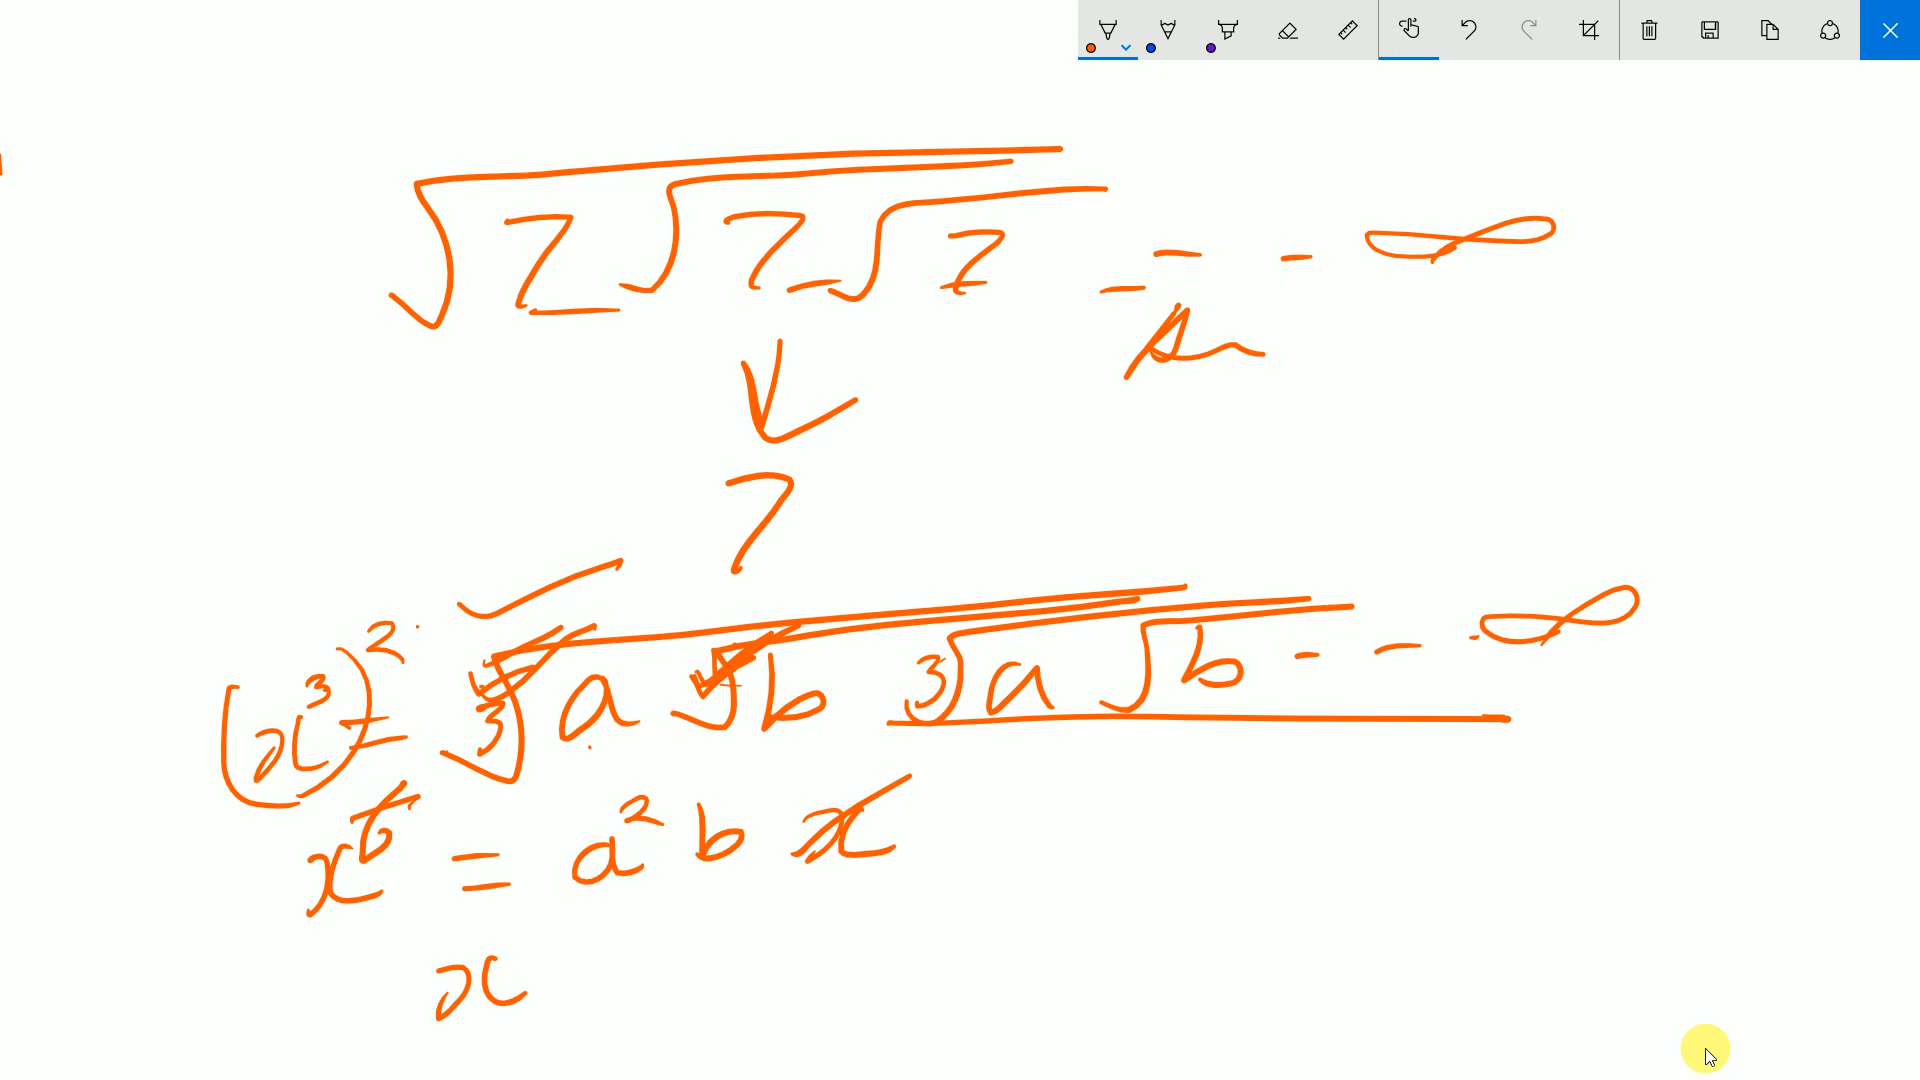 √7√7√7 - - - ∞
7
(x³)² = ∛a√b ∛a√b - - - ∞
x⁶ = a²b x
x